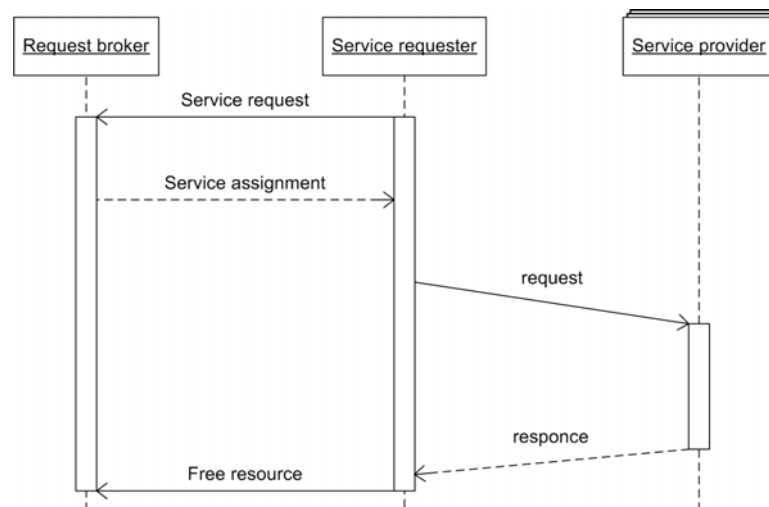 Request broker
Service requester
Service provider
Service request
Service assignment
request
responce
Free resource